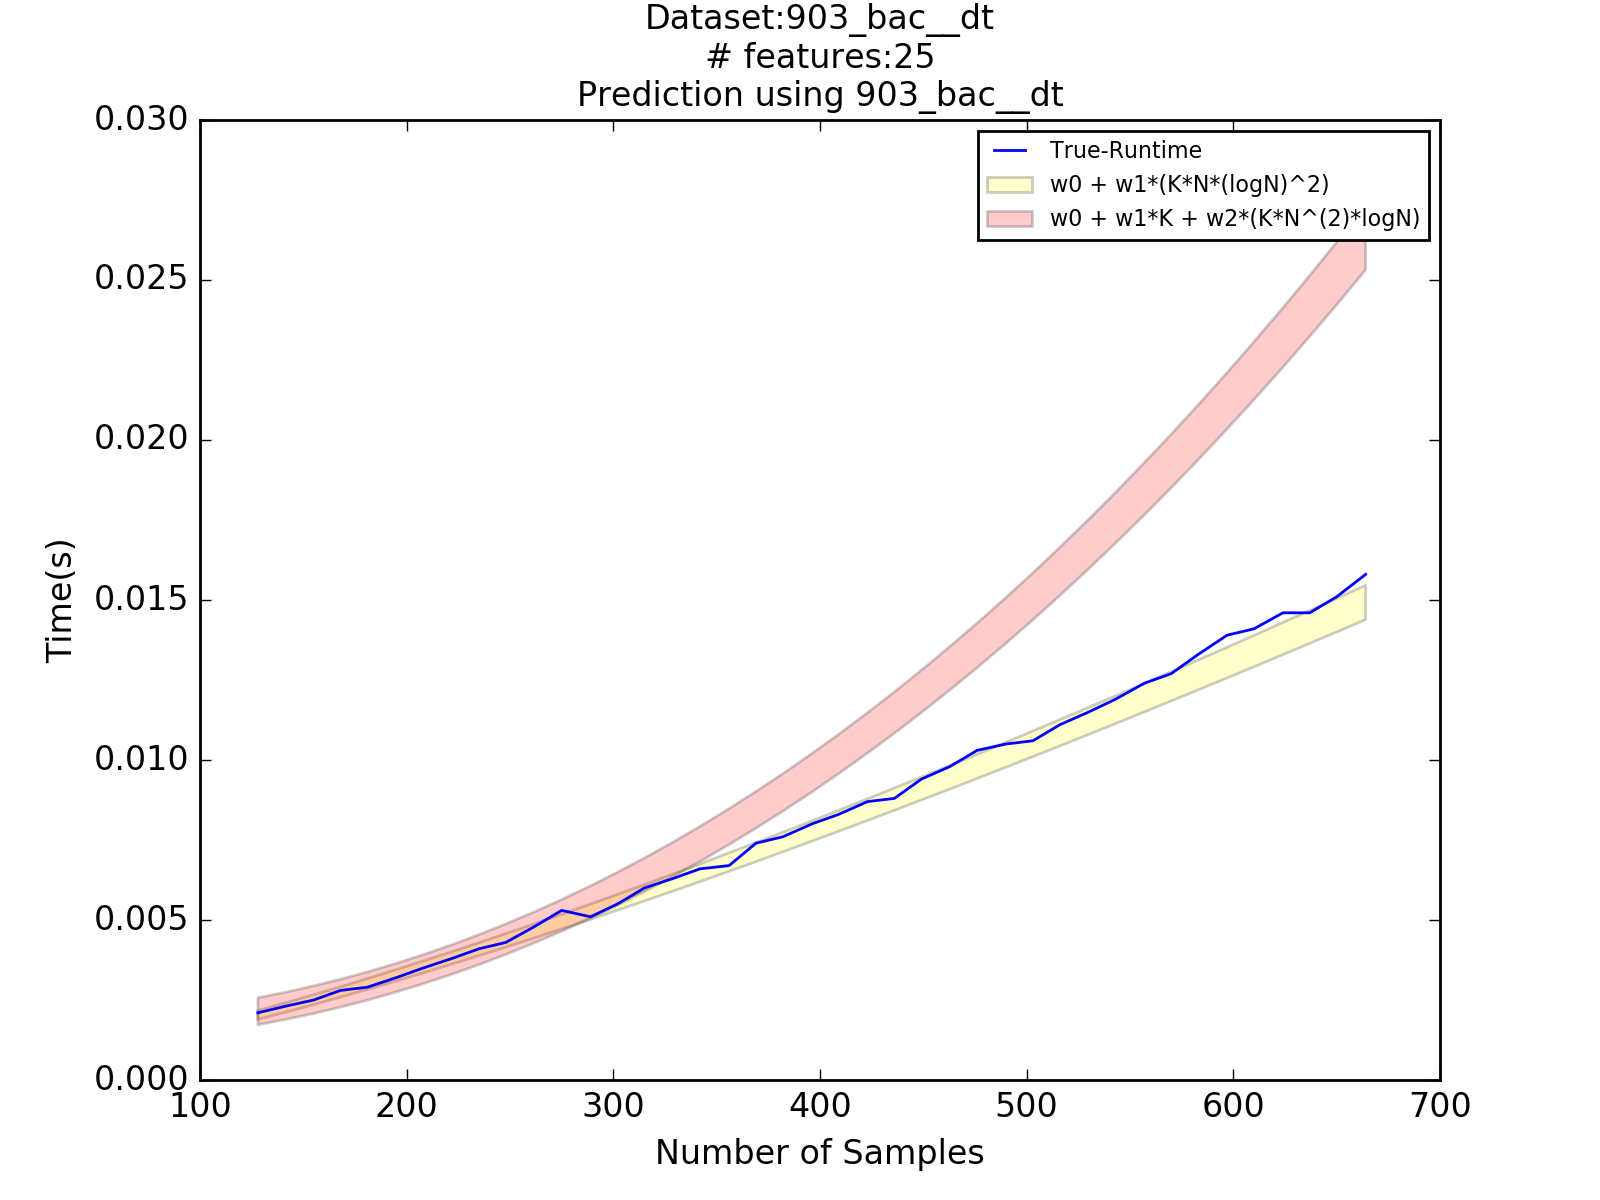 Dataset:903_bac__dt
# features:25
Prediction using 903_bac__dt
0.030
0.025
0.020
0.015
0.010
0.005
0.000
Time(s)
True-Runtime
w0 + w1*(K*N*(logN)^2)
w0 + w1*K + w2*(K*N^(2)*logN)
100 200 300 400 500 600 700
Number of Samples